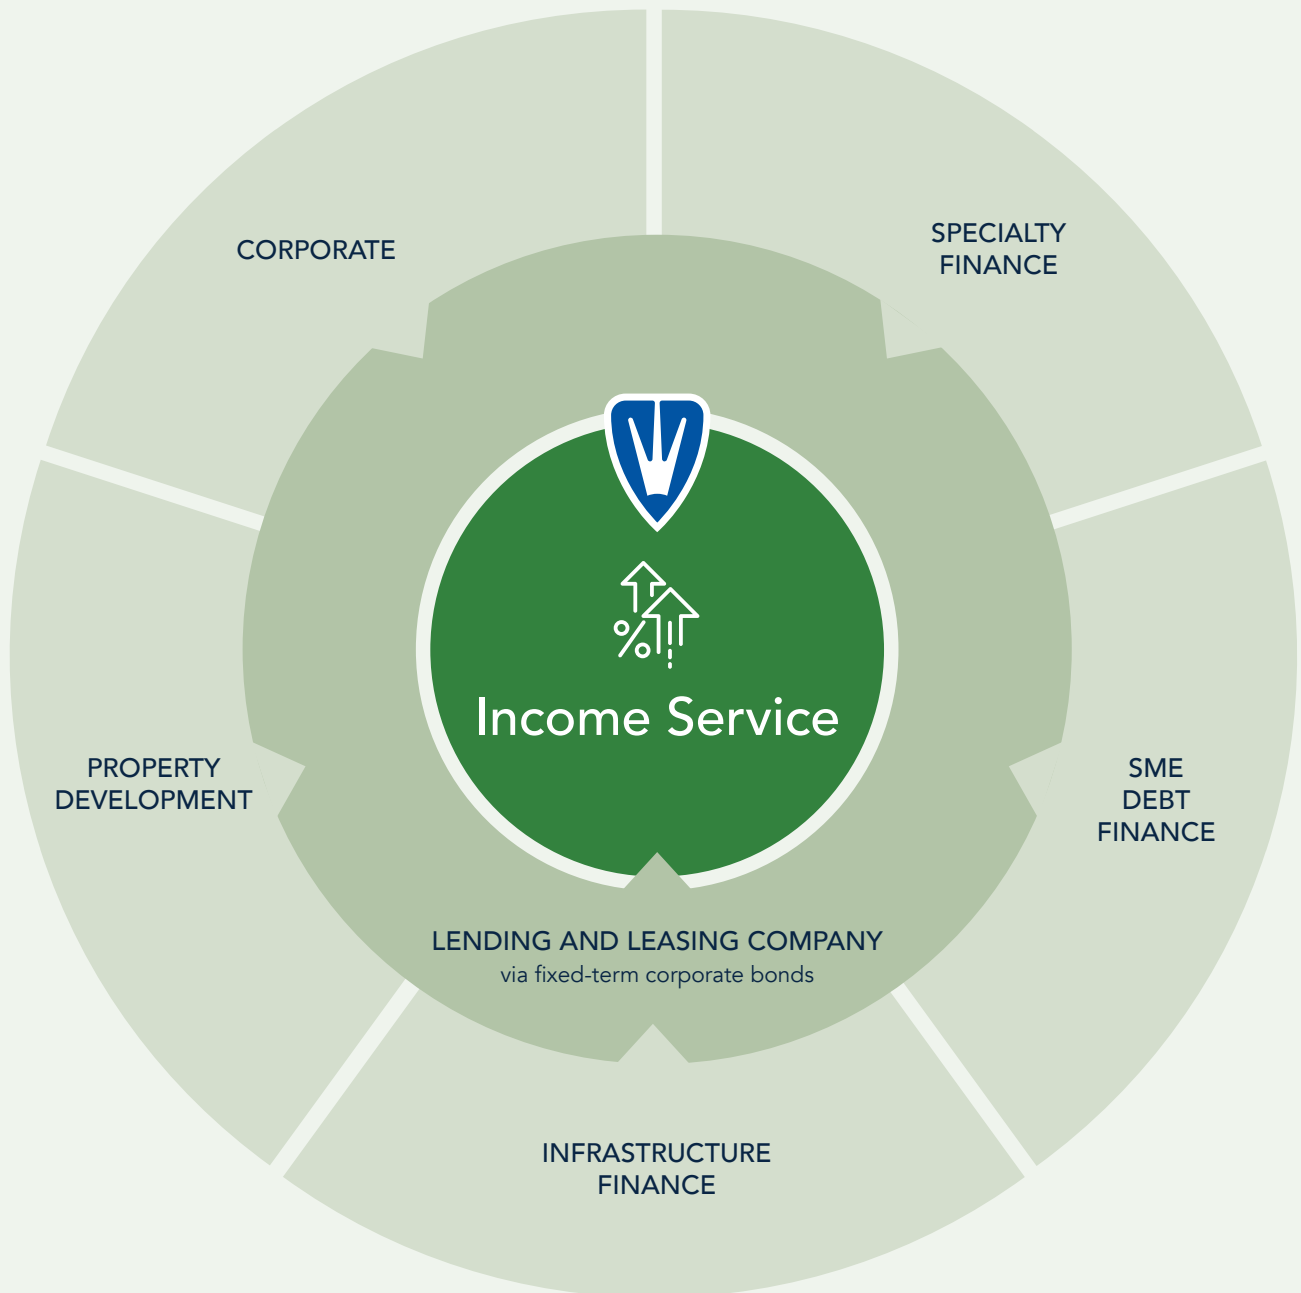 CORPORATE
SPECIALTY
FINANCE
Income Service
PROPERTY
DEVELOPMENT
SME
DEBT
FINANCE
LENDING AND LEASING COMPANY
via fixed-term corporate bonds
INFRASTRUCTURE
FINANCE